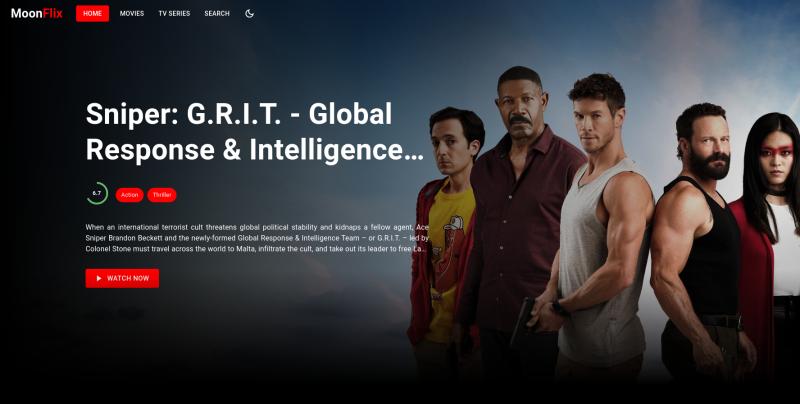 MoonFlix HOME MOVIES TV SERIES SEARCH
Sniper: G.R.I.T. - Global
Response & Intelligence...
6.7 Action Thriller
When an international terrorist cult threatens global political stability and kidnaps a fellow agent, Ace
Sniper Brandon Beckett and the newly-formed Global Response & Intelligence Team – or G.R.I.T. – led by
Colonel Stone must travel across the world to Malta, infiltrate the cult, and take out its leader to free La...
WATCH NOW